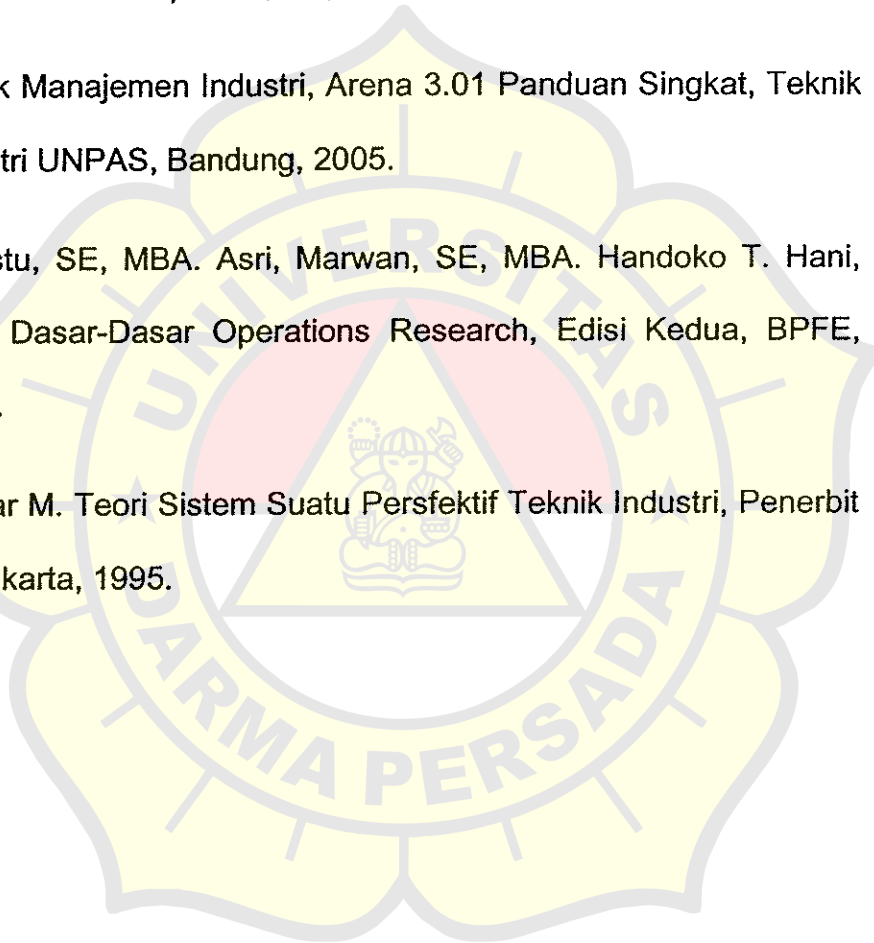 k Manajemen Industri, Arena 3.01 Panduan Singkat, Teknik
tri UNPAS, Bandung, 2005.
stu, SE, MBA. Asri, Marwan, SE, MBA. Handoko T. Hani,
Dasar-Dasar Operations Research, Edisi Kedua, BPFE,
.
ar M. Teori Sistem Suatu Persfektif Teknik Industri, Penerbit
karta, 1995.
UNIVERSITAS
DARMA PERSADA